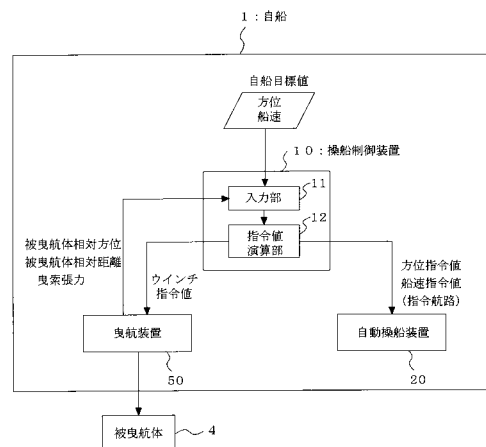 1：自船
自船目標値
方位
船速
10：操船制御装置
11
入力部
12
指令値
演算部
被曳航体相対方位
被曳航体相対距離
曳索張力
ウインチ
指令値
方位指令値
船速指令値
(指令航路)
曳航装置
50
自動操船装置
20
被曳航体
4